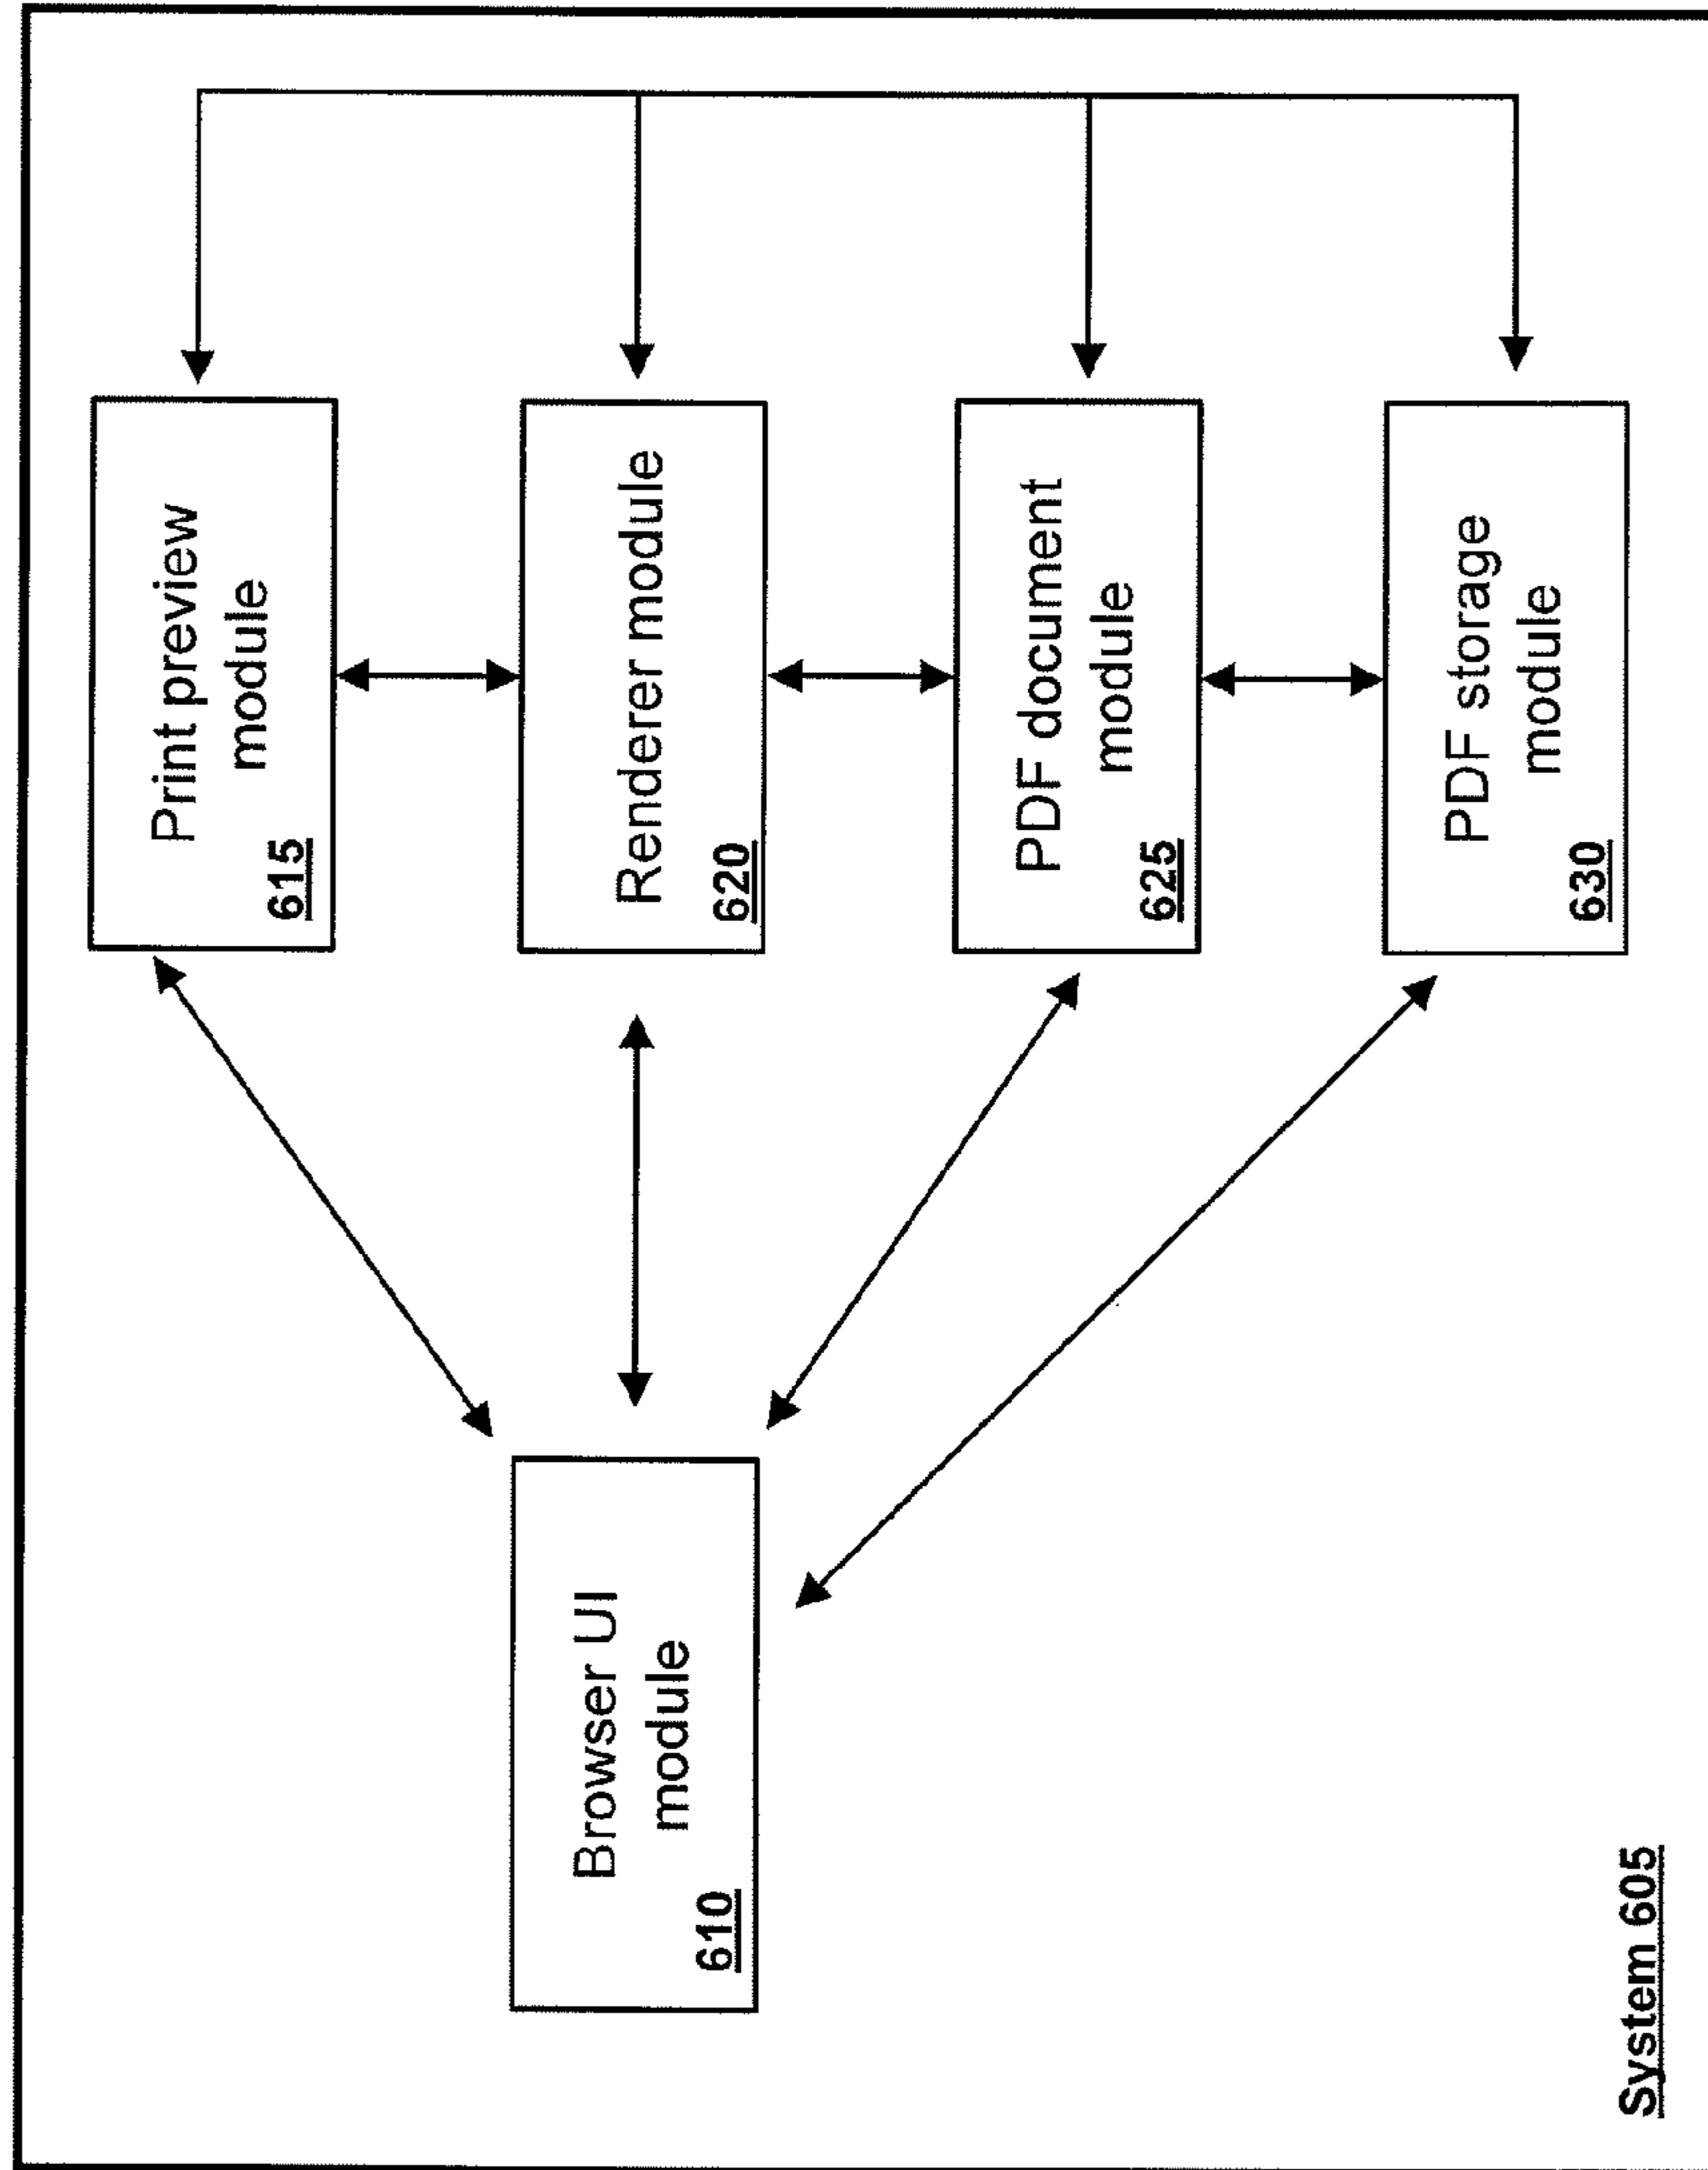 Print preview
module
615
Renderer module
620
Browser UI
module
610
PDF document
module
625
PDF storage
module
630
System 605